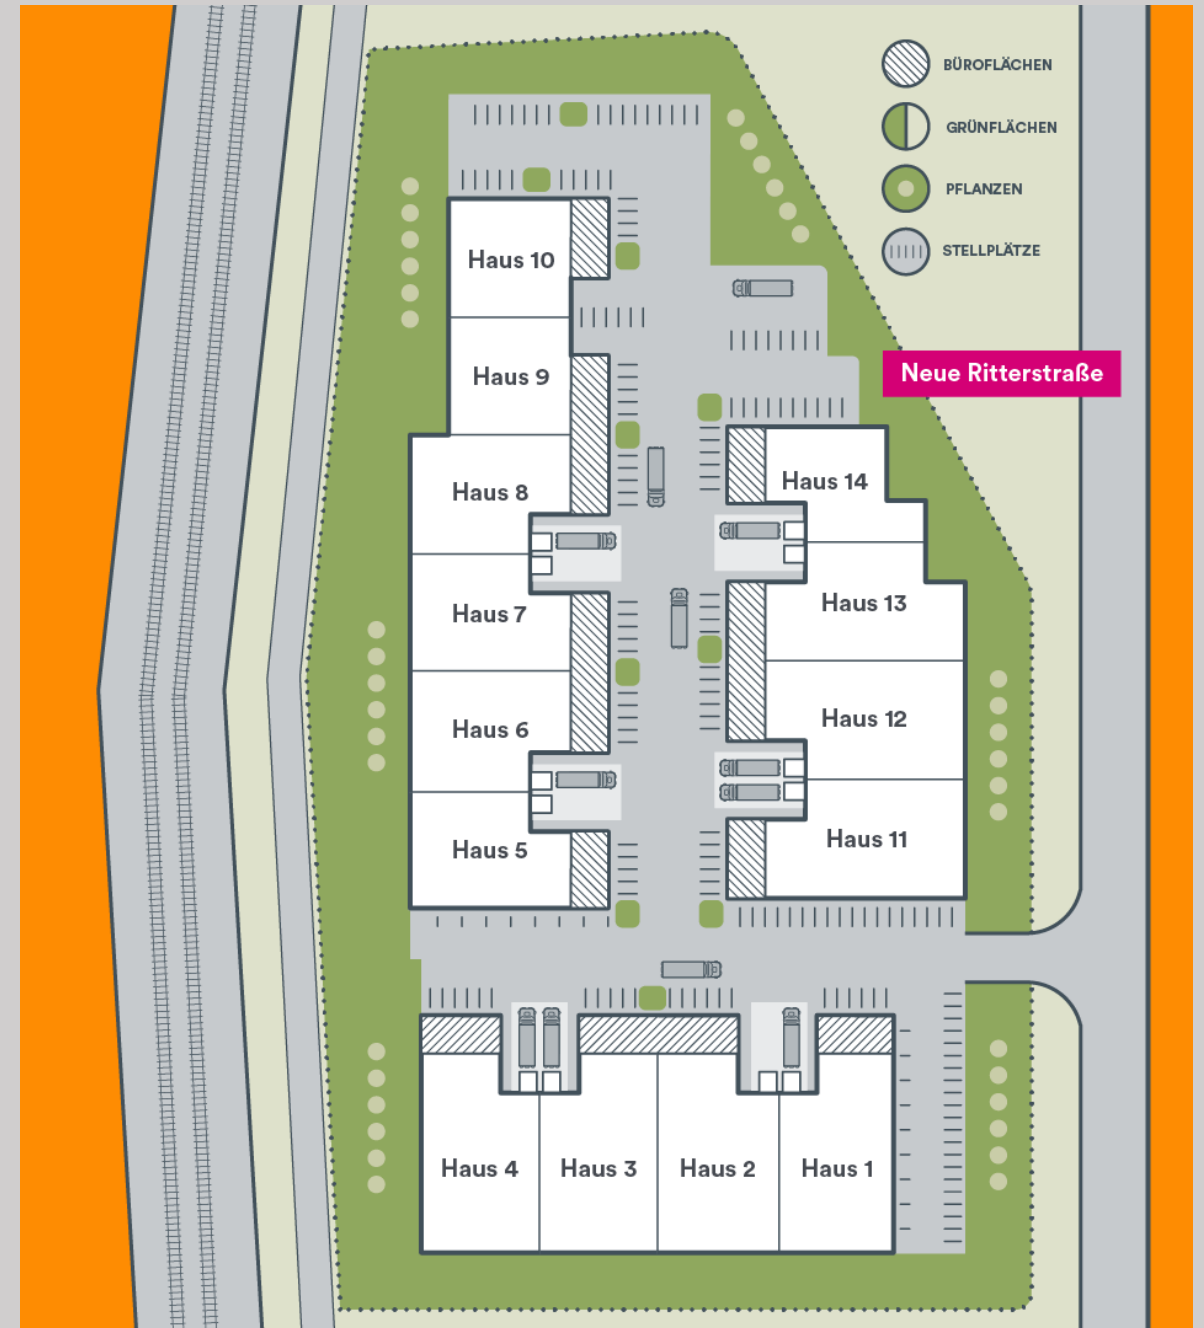 BÜROFLÄCHEN
GRÜNFLÄCHEN
PFLANZEN
STELLPLÄTZE
Neue Ritterstraße
Haus 10
Haus 9
Haus 8
Haus 7
Haus 6
Haus 5
Haus 14
Haus 13
Haus 12
Haus 11
Haus 4
Haus 3
Haus 2
Haus 1